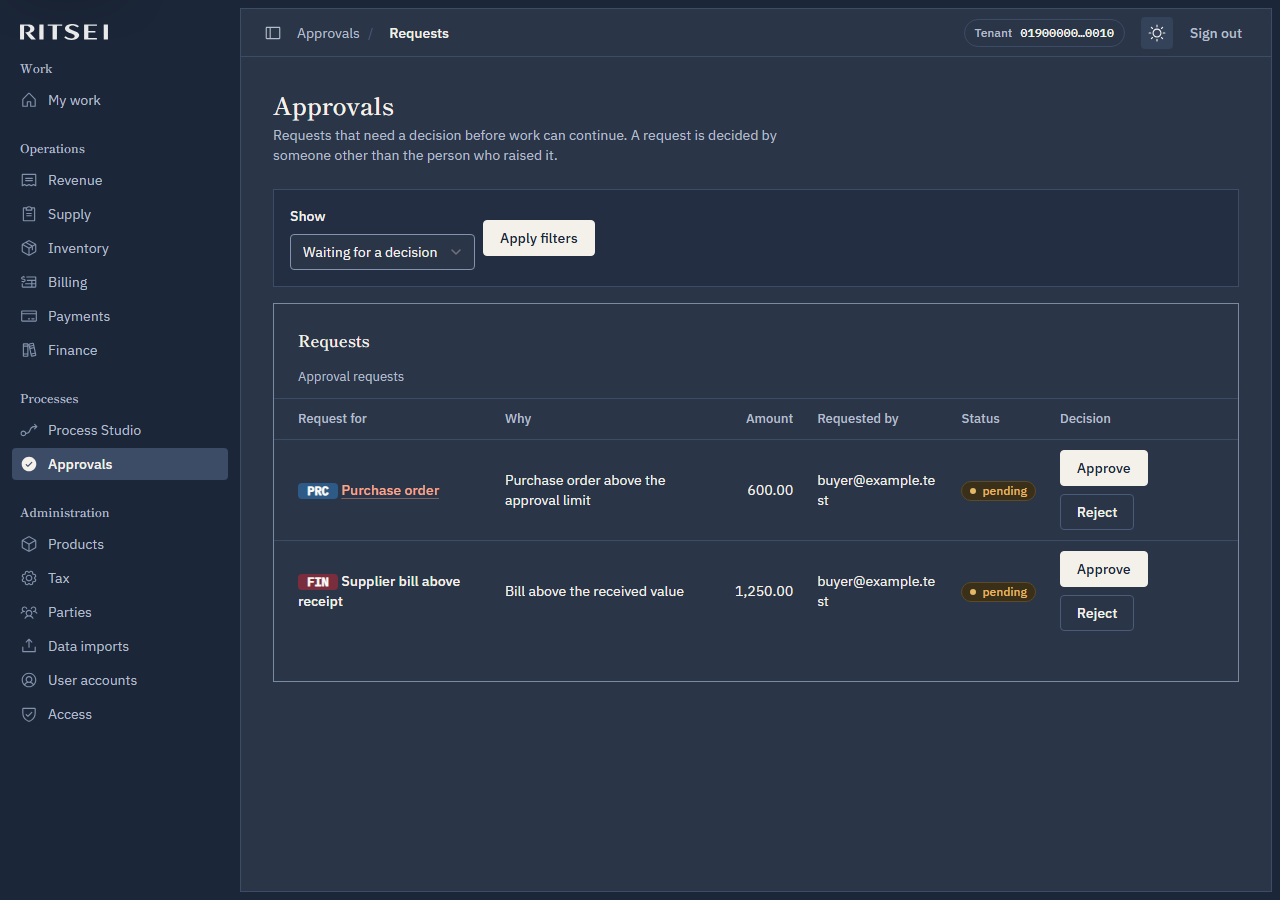 RITSEI
Work
My work
Operations
Revenue
Supply
Inventory
Billing
Payments
Finance
Processes
Process Studio
Approvals
Administration
Products
Tax
Parties
Data imports
User accounts
Access
Approvals / Requests
Tenant 01900000…0010
Sign out
Approvals
Requests that need a decision before work can continue. A request is decided by
someone other than the person who raised it.
Show
Waiting for a decision
Apply filters
Requests
Approval requests
Request for Why Amount Requested by Status Decision
PRC Purchase order
Purchase order above the
approval limit
600.00
buyer@example.te
st
pending
Approve
Reject
FIN Supplier bill above
receipt
Bill above the received value
1,250.00
buyer@example.te
st
pending
Approve
Reject